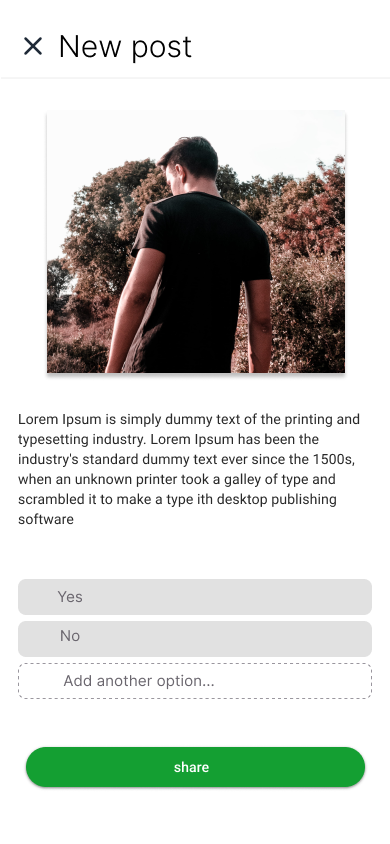 New post
Lorem Ipsum is simply dummy text of the printing and
typesetting industry. Lorem Ipsum has been the
industry's standard dummy text ever since the 1500s,
when an unknown printer took a galley of type and
scrambled it to make a type ith desktop publishing
software
Yes
No
Add another option...
share